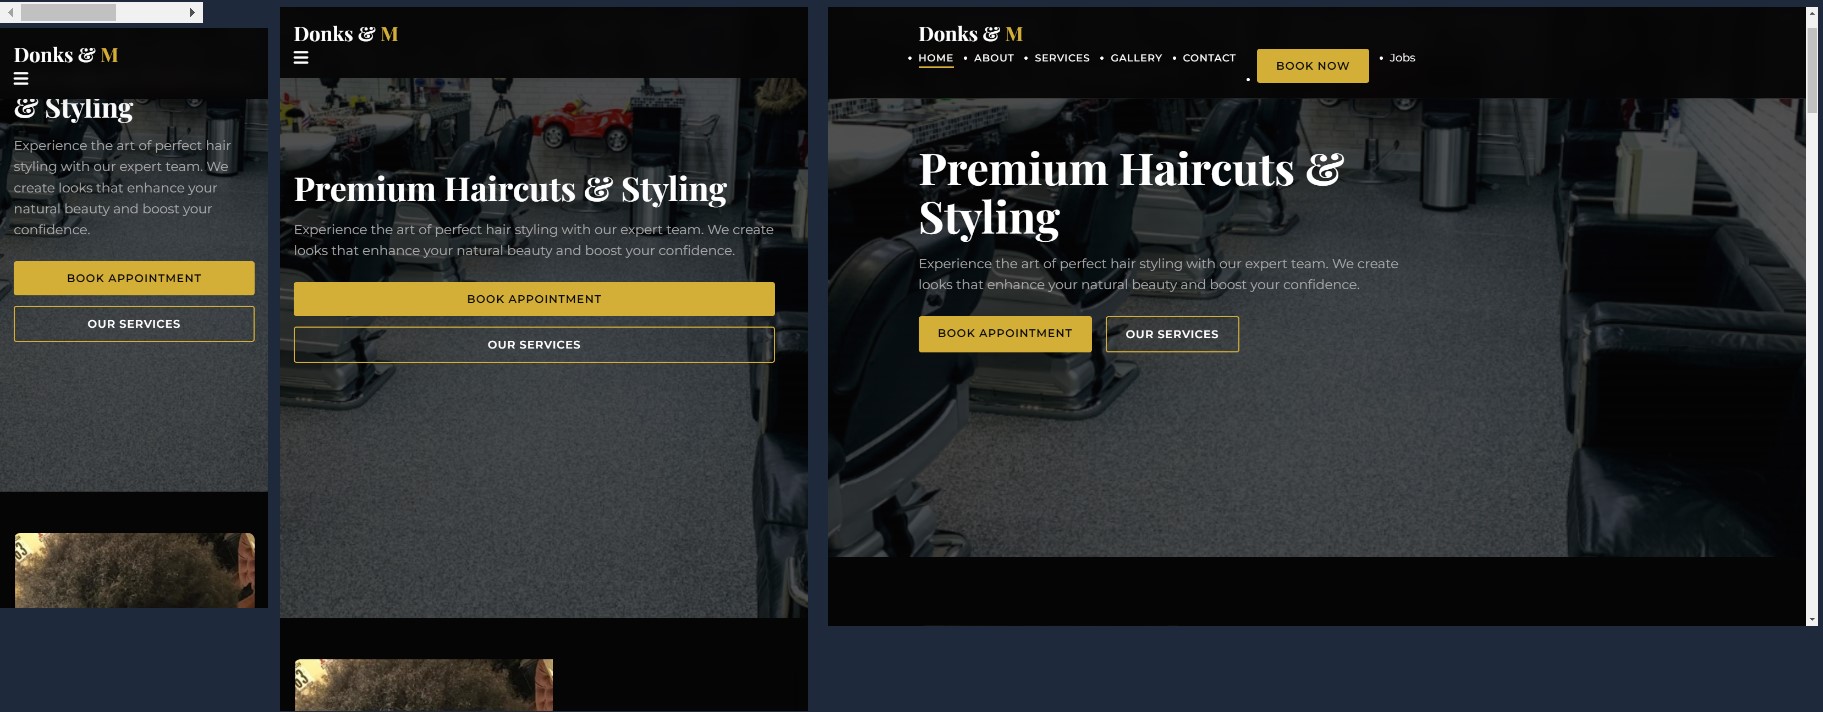 Donks & M
& Styling
Experience the art of perfect hair
styling with our expert team. We
create looks that enhance your
natural beauty and boost your
confidence.
BOOK APPOINTMENT
OUR SERVICES
Donks & M
Premium Haircuts & Styling
Experience the art of perfect hair styling with our expert team. We create
looks that enhance your natural beauty and boost your confidence.
BOOK APPOINTMENT
OUR SERVICES
Donks & M
• HOME • ABOUT • SERVICES • GALLERY • CONTACT • BOOK NOW • Jobs
Premium Haircuts &
Styling
Experience the art of perfect hair styling with our expert team. We create
looks that enhance your natural beauty and boost your confidence.
BOOK APPOINTMENT
OUR SERVICES